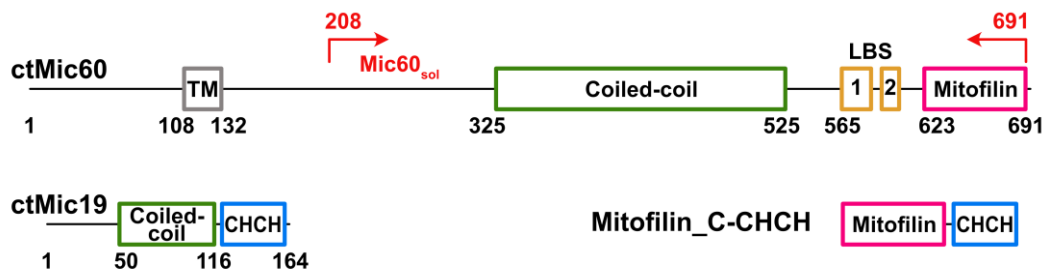 208
691
Mic60sol
LBS
ctMic60
TM
Coiled-coil
1
2
Mitofilin
1
108
132
325
525
565
623
691
ctMic19
Coiled-
coil
CHCH
Mitofilin_C-CHCH
Mitofilin
CHCH
1
50
116
164